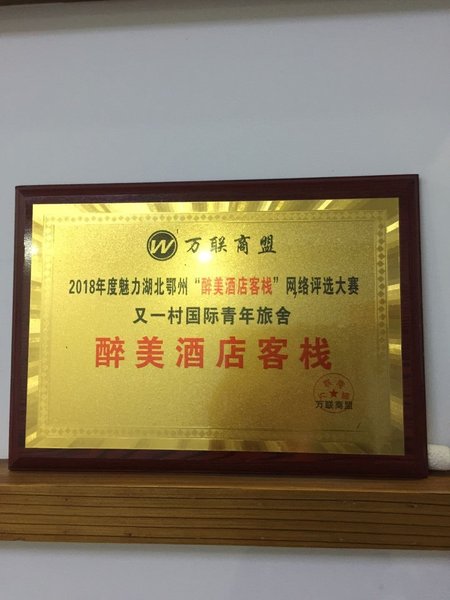 W 万联商盟
2018年度魅力湖北鄂州“醉美酒店客栈”网络评选大赛
又一村国际青年旅舍
醉美酒店客栈
万联商盟